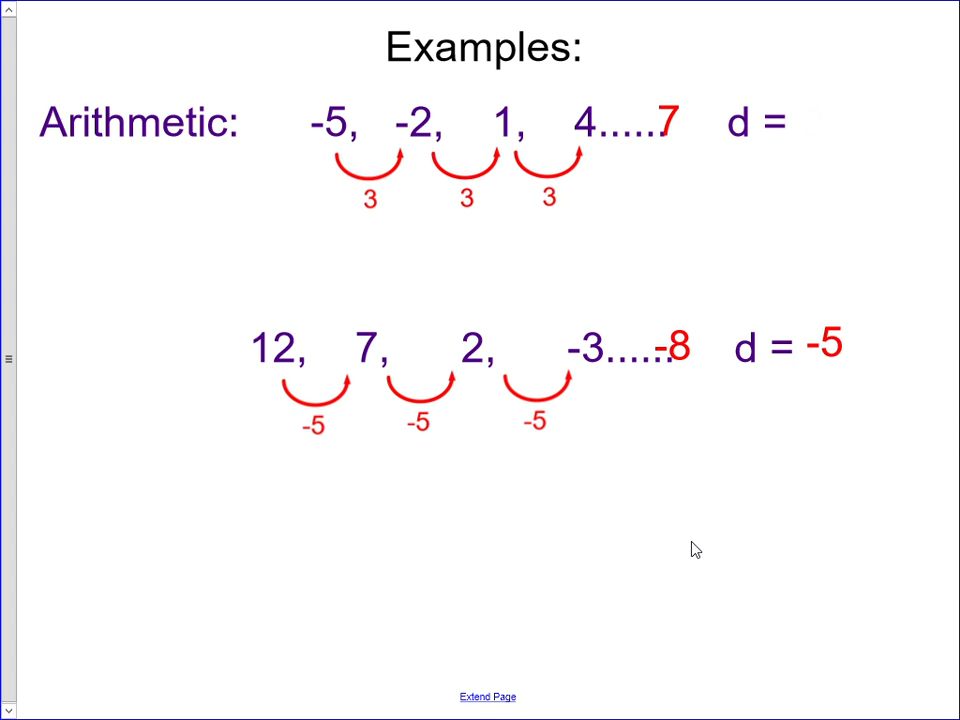 Examples:
Arithmetic: -5, -2, 1, 4......7 d =
3 3 3
12, 7, 2, -3......-8 d = -5
-5 -5 -5
Extend Page